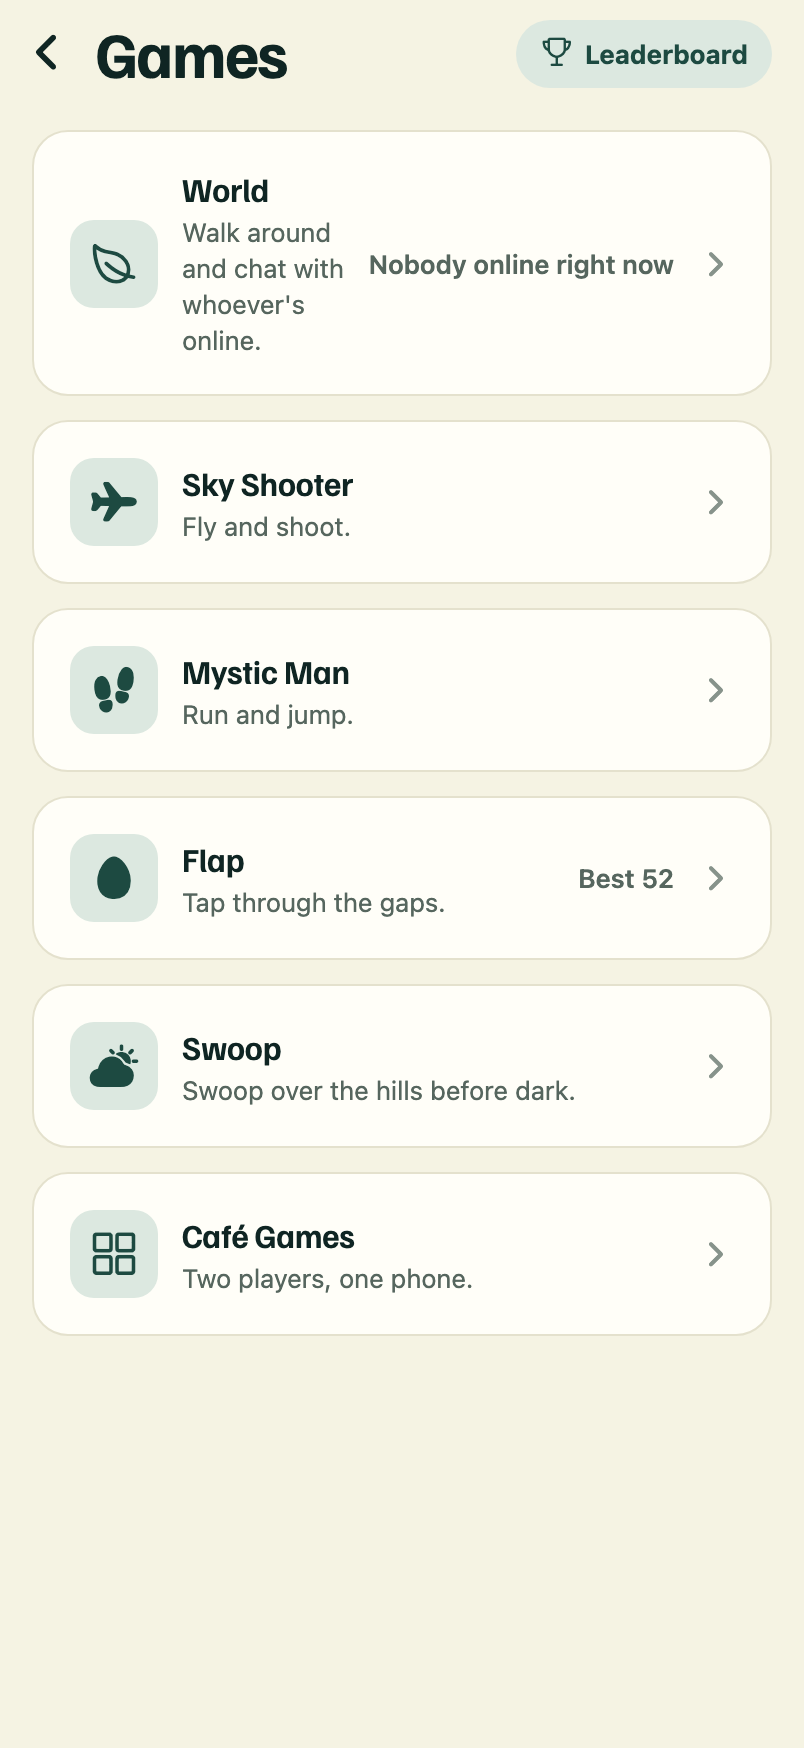 Games
Leaderboard
World
Walk around
and chat with
whoever's
online.
Nobody online right now
Sky Shooter
Fly and shoot.
Mystic Man
Run and jump.
Flap
Tap through the gaps.
Best 52
Swoop
Swoop over the hills before dark.
Café Games
Two players, one phone.